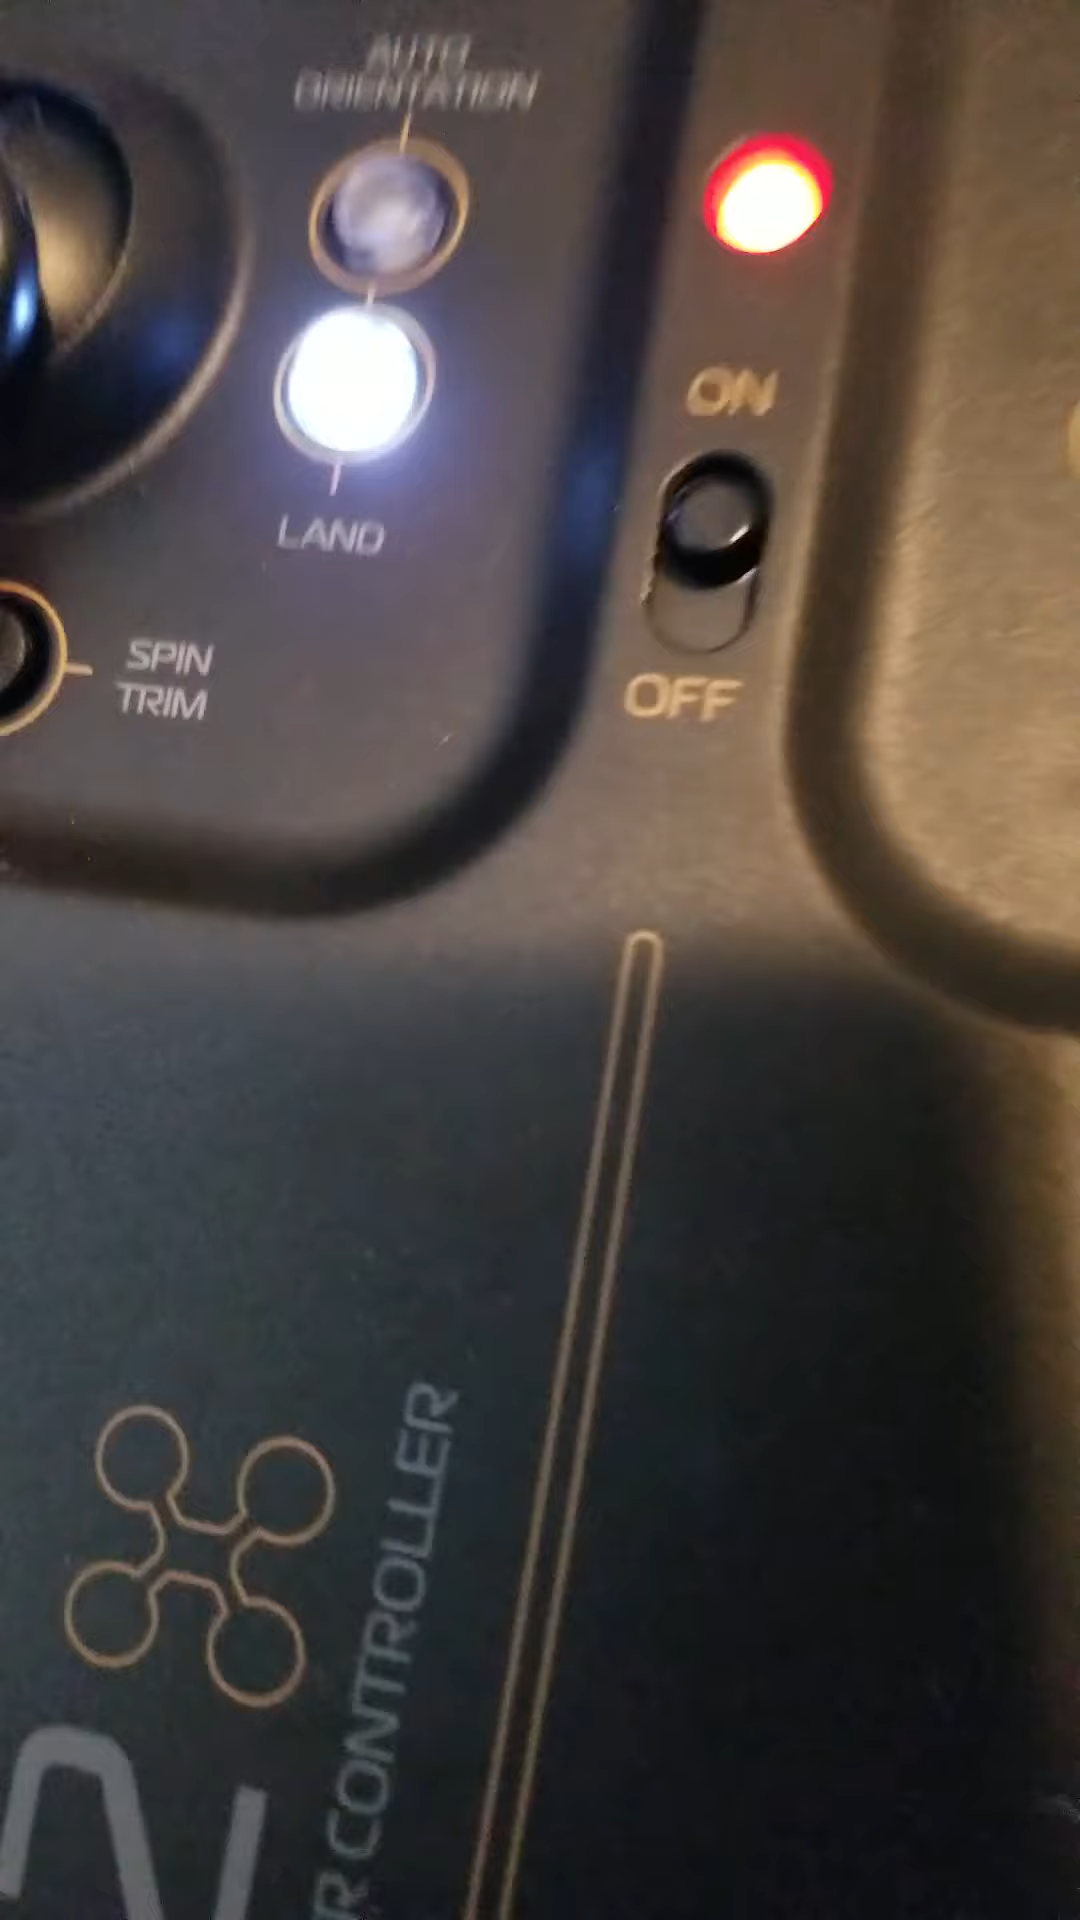 AUTO
ORIENTATION
ON
LAND
OFF
SPIN
TRIM
R CONTROLLER